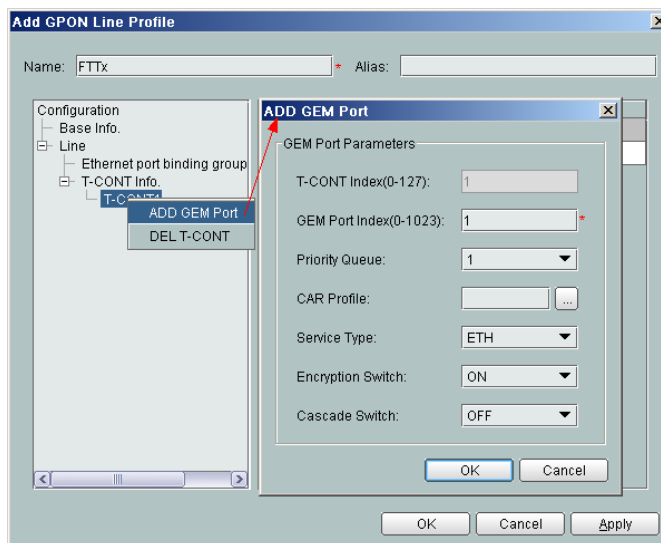 Add GPON Line Profile
Name: FTTx * Alias:
Configuration
Base Info.
Line
Ethernet port binding group
T-CONT Info.
T-CONT1
ADD GEM Port
DEL T-CONT
ADD GEM Port
GEM Port Parameters
T-CONT Index(0-127): 1
GEM Port Index(0-1023): 1 *
Priority Queue: 1
CAR Profile: ...
Service Type: ETH
Encryption Switch: ON
Cascade Switch: OFF
OK Cancel
OK Cancel Apply